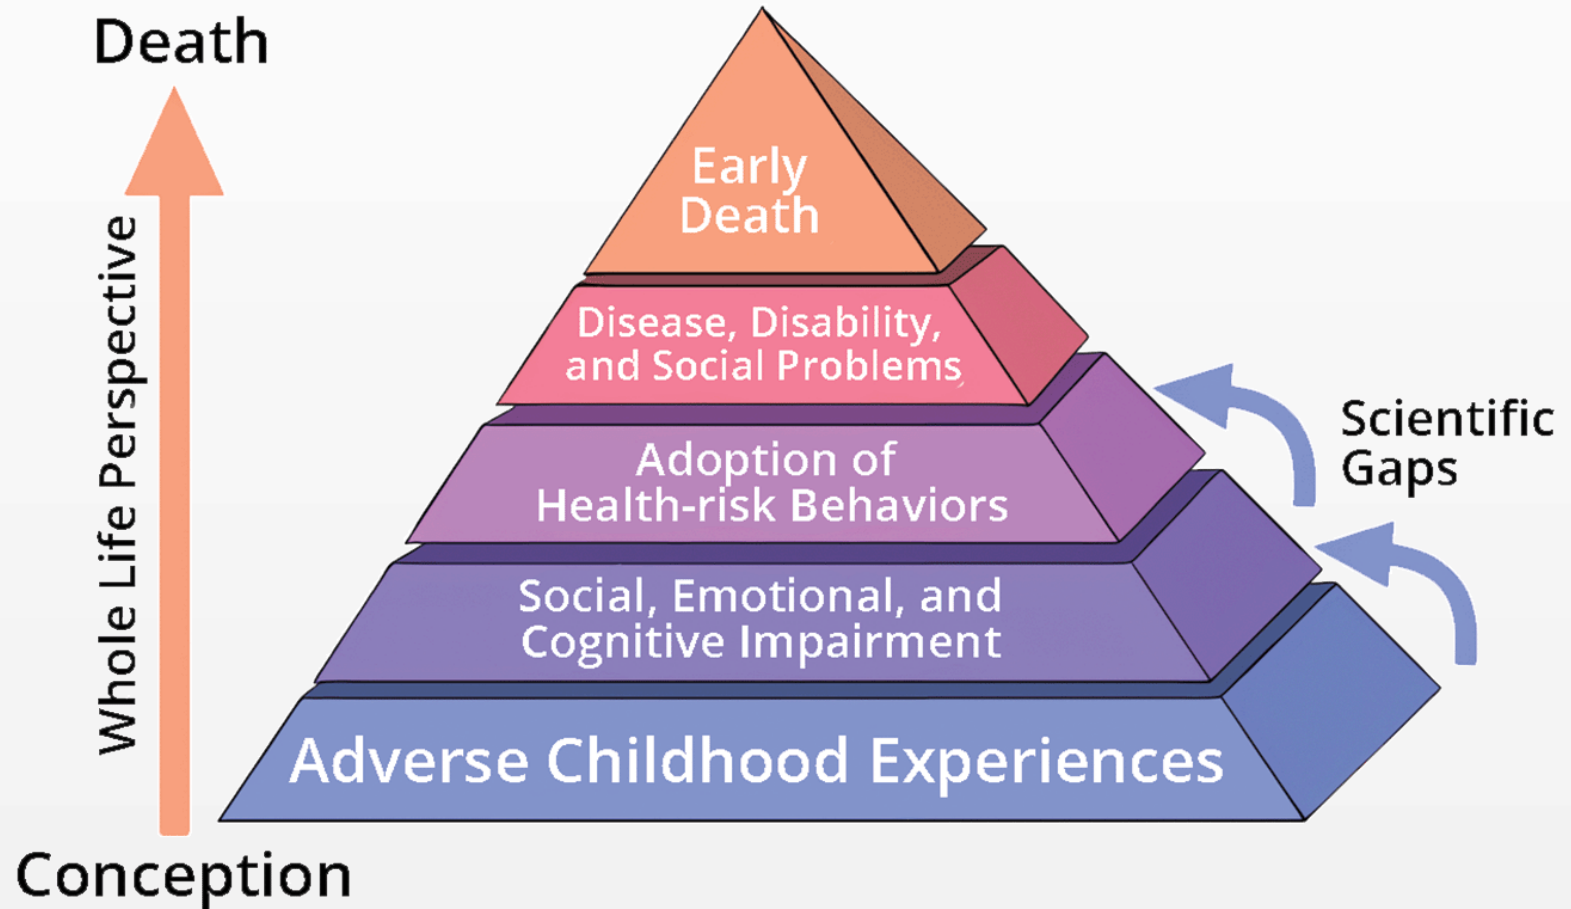 Death
Whole Life Perspective
Conception
Early
Death
Disease, Disability,
and Social Problems
Adoption of
Health-risk Behaviors
Social, Emotional, and
Cognitive Impairment
Adverse Childhood Experiences
Scientific
Gaps